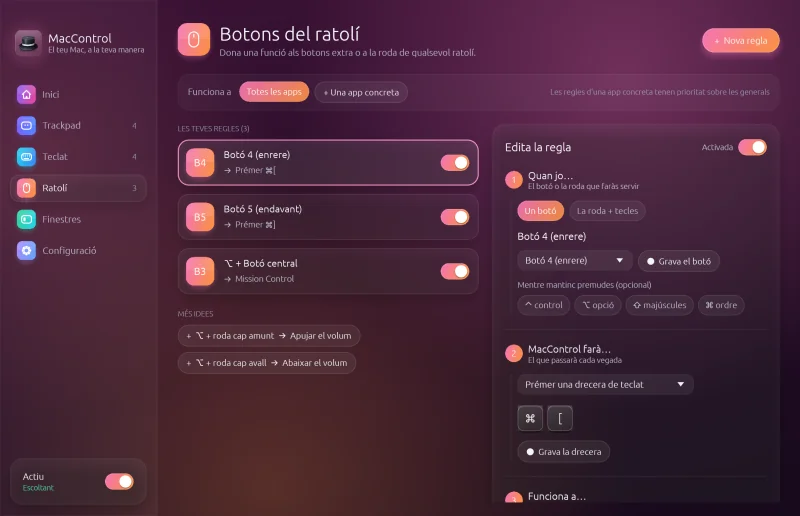 MacControl
El teu Mac, a la teva manera
Inici
Trackpad 4
Teclat 4
Ratolí 3
Finestres
Configuració
Actiu
Escoltant
Botons del ratolí
Dona una funció als botons extra o a la roda de qualsevol ratolí.
+ Nova regla
Funciona a
Totes les apps
+ Una app concreta
Les regles d'una app concreta tenen prioritat sobre les generals
LES TEVES REGLES (3)
B4
Botó 4 (enrere)
→ Prémer ⌘[
B5
Botó 5 (endavant)
→ Prémer ⌘]
B3
⌥ + Botó central
→ Mission Control
MÉS IDEES
+ ⌥ + roda cap amunt → Apujar el volum
+ ⌥ + roda cap avall → Abaixar el volum
Edita la regla
Activada
1
Quan jo…
El botó o la roda que faràs servir
Un botó
La roda + tecles
Botó 4 (enrere)
Botó 4 (enrere) ▼
● Grava el botó
Mentre mantinc premudes (opcional)
^ control
⌥ opció
⇧ majúscules
⌘ ordre
2
MacControl farà…
El que passarà cada vegada
Prémer una drecera de teclat ▼
⌘
[
● Grava la drecera
3
Funciona a…